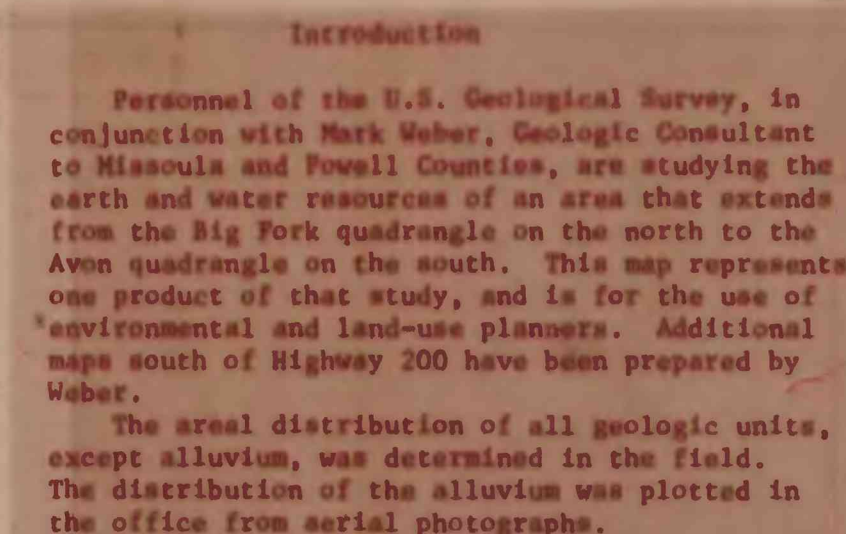 Introduction
Personnel of the U.S. Geological Survey, in
conjunction with Mark Weber, Geologic Consultant
to Missoula and Powell Counties, are studying the
earth and water resources of an area that extends
from the Big Fork quadrangle on the north to the
Avon quadrangle on the south. This map represents
one product of that study, and is for the use of
environmental and land-use planners. Additional
maps south of Highway 200 have been prepared by
Weber.
The areal distribution of all geologic units,
except alluvium, was determined in the field.
The distribution of the alluvium was plotted in
the office from aerial photographs.